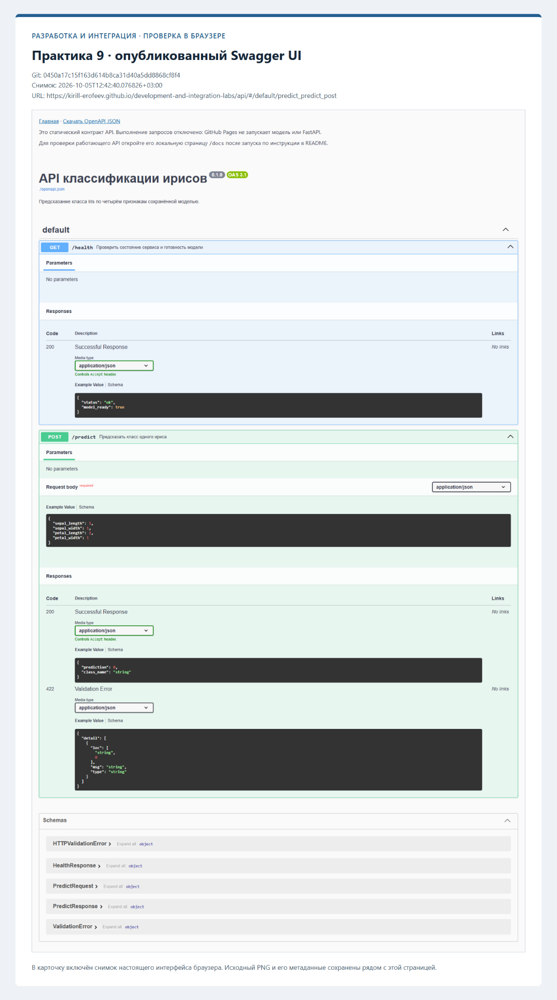 РАЗРАБОТКА И ИНТЕГРАЦИЯ · ПРОВЕРКА В БРАУЗЕРЕ
Практика 9 · опубликованный Swagger UI
Git: 0450a17c15f163d614b8ca31d40a5dd8868cf8f4
Снимок: 2026-10-05T12:42:40.076826+03:00
URL: https://kirill-erofeev.github.io/development-and-integration-labs/api/#/default/predict_predict_post
Главная · Скачать OpenAPI JSON
Это статический контракт API. Выполнение запросов отключено: GitHub Pages не запускает модель или FastAPI.
Для проверки работающего API откройте его локальную страницу /docs после запуска по инструкции в README.
API классификации ирисов 0.1.0 OAS 3.1
./openapi.json
Предсказание класса Iris по четырём признакам сохранённой моделью.
default
GET /health Проверить состояние сервиса и готовность модели
Parameters
No parameters
Responses
Code Description Links
200 Successful Response No links
Media type
application/json
Controls Accept header.
Example Value | Schema
{
"status": "ok",
"model_ready": true
}
POST /predict Предсказать класс одного ириса
Parameters
No parameters
Request body required application/json
Example Value | Schema
{
"sepal_length": 1,
"sepal_width": 1,
"petal_length": 1,
"petal_width": 1
}
Responses
Code Description Links
200 Successful Response No links
Media type
application/json
Controls Accept header.
Example Value | Schema
{
"prediction": 0,
"class_name": "string"
}
422 Validation Error No links
Media type
application/json
Example Value | Schema
{
"detail": [
{
"loc": [
"string",
0
],
"msg": "string",
"type": "string"
}
]
}
Schemas
HTTPValidationError Expand all object
HealthResponse Expand all object
PredictRequest Expand all object
PredictResponse Expand all object
ValidationError Expand all object
В карточку включён снимок настоящего интерфейса браузера. Исходный PNG и его метаданные сохранены рядом с этой страницей.